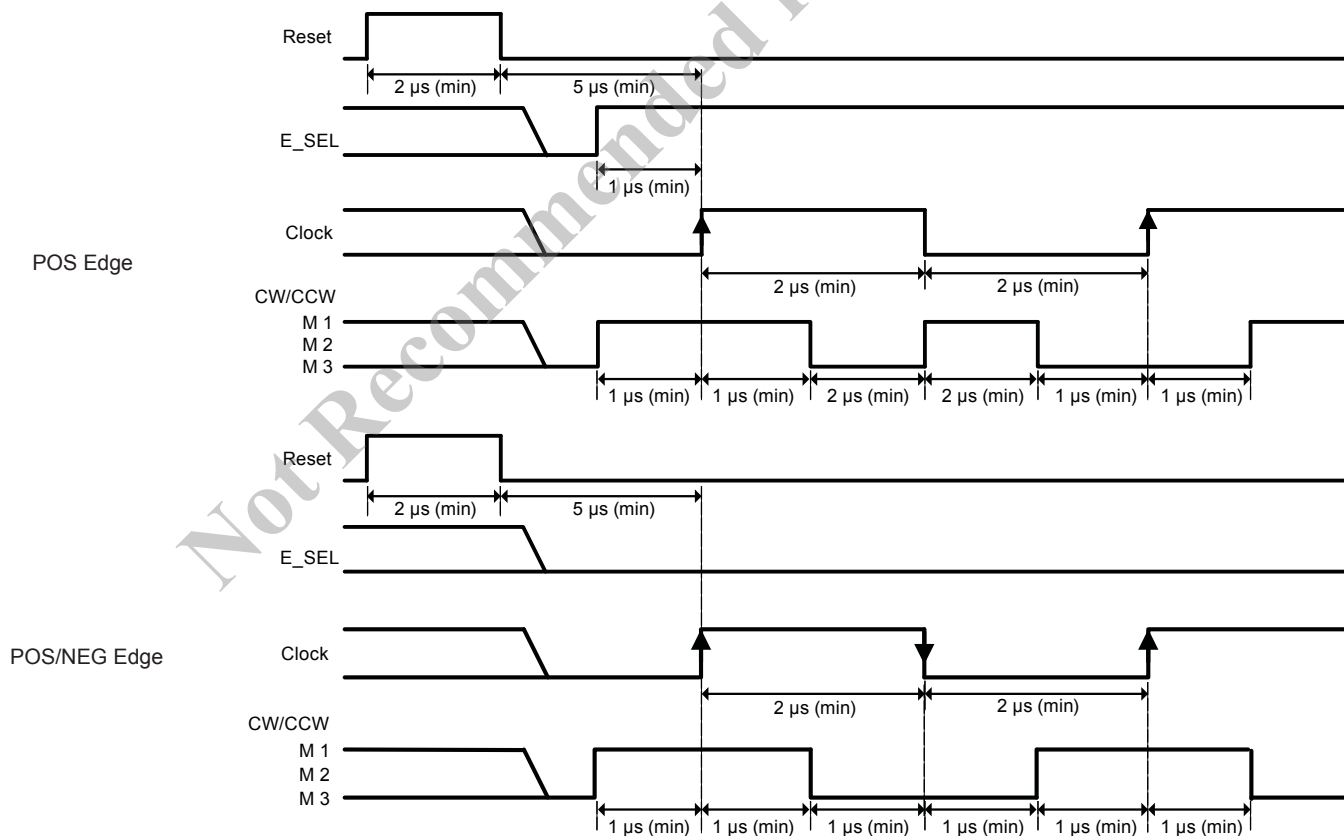 Reset
2 µs (min) 5 µs (min)
E_SEL
1 µs (min)
POS Edge
Clock
2 µs (min) 2 µs (min)
CW/CCW
M 1
M 2
M 3
1 µs (min) 1 µs (min) 2 µs (min) 2 µs (min) 1 µs (min) 1 µs (min)
Reset
2 µs (min) 5 µs (min)
E_SEL
POS/NEG Edge
Clock
2 µs (min) 2 µs (min)
CW/CCW
M 1
M 2
M 3
1 µs (min) 1 µs (min) 1 µs (min) 1 µs (min) 1 µs (min) 1 µs (min)
Not Recommended